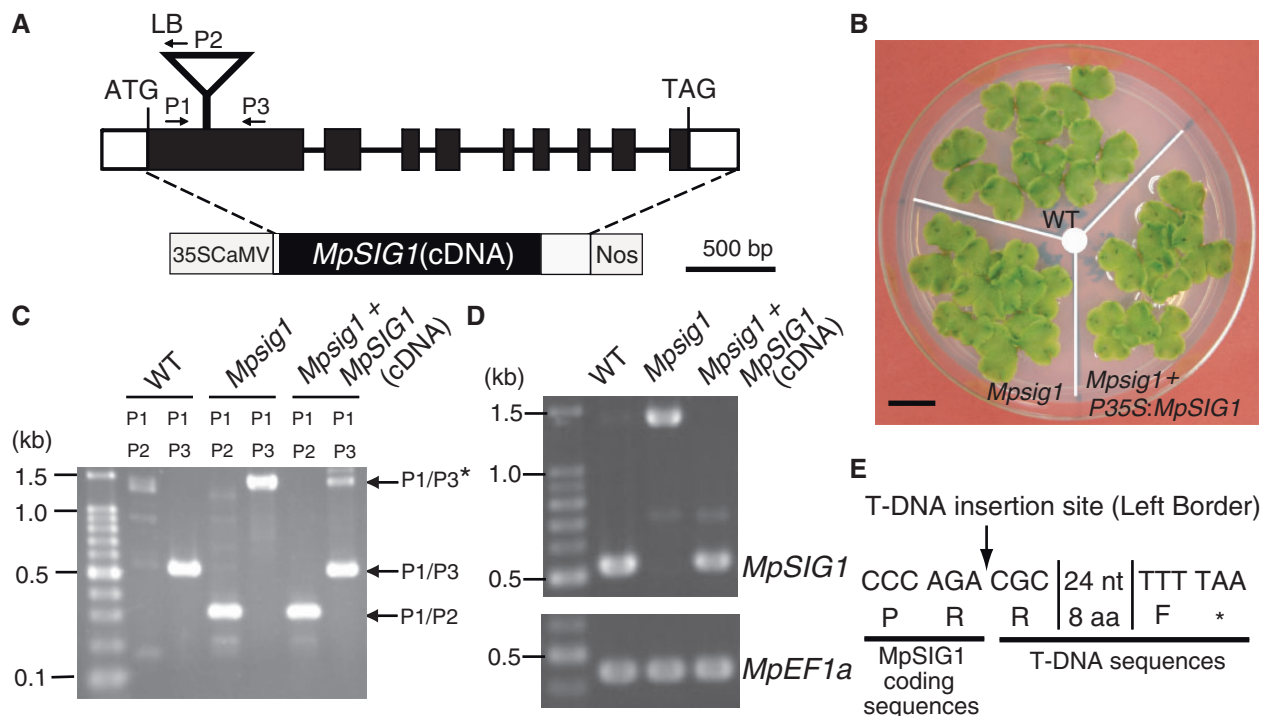 A
LB
P2
ATG
P1
P3
TAG
35SCaMV
MpSIG1(cDNA)
Nos
500 bp
B
WT
Mpsig1
Mpsig1 +
P35S:MpSIG1
C
WT
Mpsig1
Mpsig1 +
MpSIG1
(cDNA)
P1 P1 P1 P1 P1 P1
(kb)
P2 P3 P2 P3 P2 P3
1.5
1.0
0.5
0.1
P1/P3*
P1/P3
P1/P2
D
WT
Mpsig1
Mpsig1 +
MpSIG1
(cDNA)
(kb)
1.5
1.0
0.5
MpSIG1
0.5
MpEF1a
E
T-DNA insertion site (Left Border)
CCC AGA CGC 24 nt TTT TAA
P R R 8 aa F *
MpSIG1
coding
sequences
T-DNA sequences